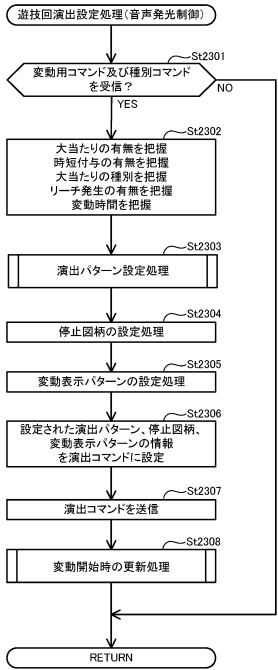 遊技回演出設定処理(音声発光制御)
St2301
変動用コマンド及び種別コマンド
を受信?
NO
YES
St2302
大当たりの有無を把握
時短付与の有無を把握
大当たりの種別を把握
リーチ発生の有無を把握
変動時間を把握
St2303
演出パターン設定処理
St2304
停止図柄の設定処理
St2305
変動表示パターンの設定処理
St2306
設定された演出パターン、停止図柄、
変動表示パターンの情報
を演出コマンドに設定
St2307
演出コマンドを送信
St2308
変動開始時の更新処理
RETURN